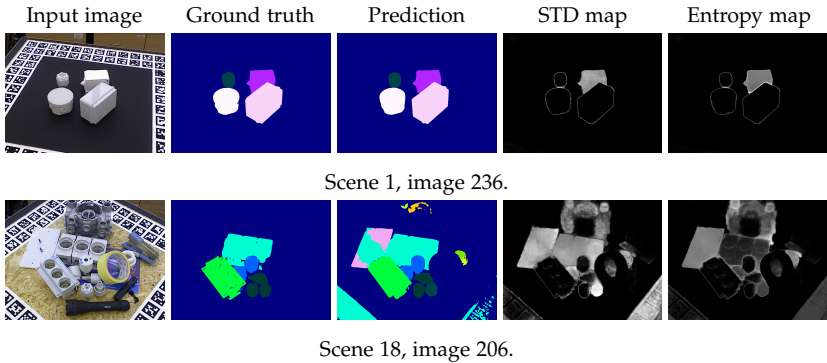 Input image Ground truth Prediction STD map Entropy map
Scene 1, image 236.
Scene 18, image 206.